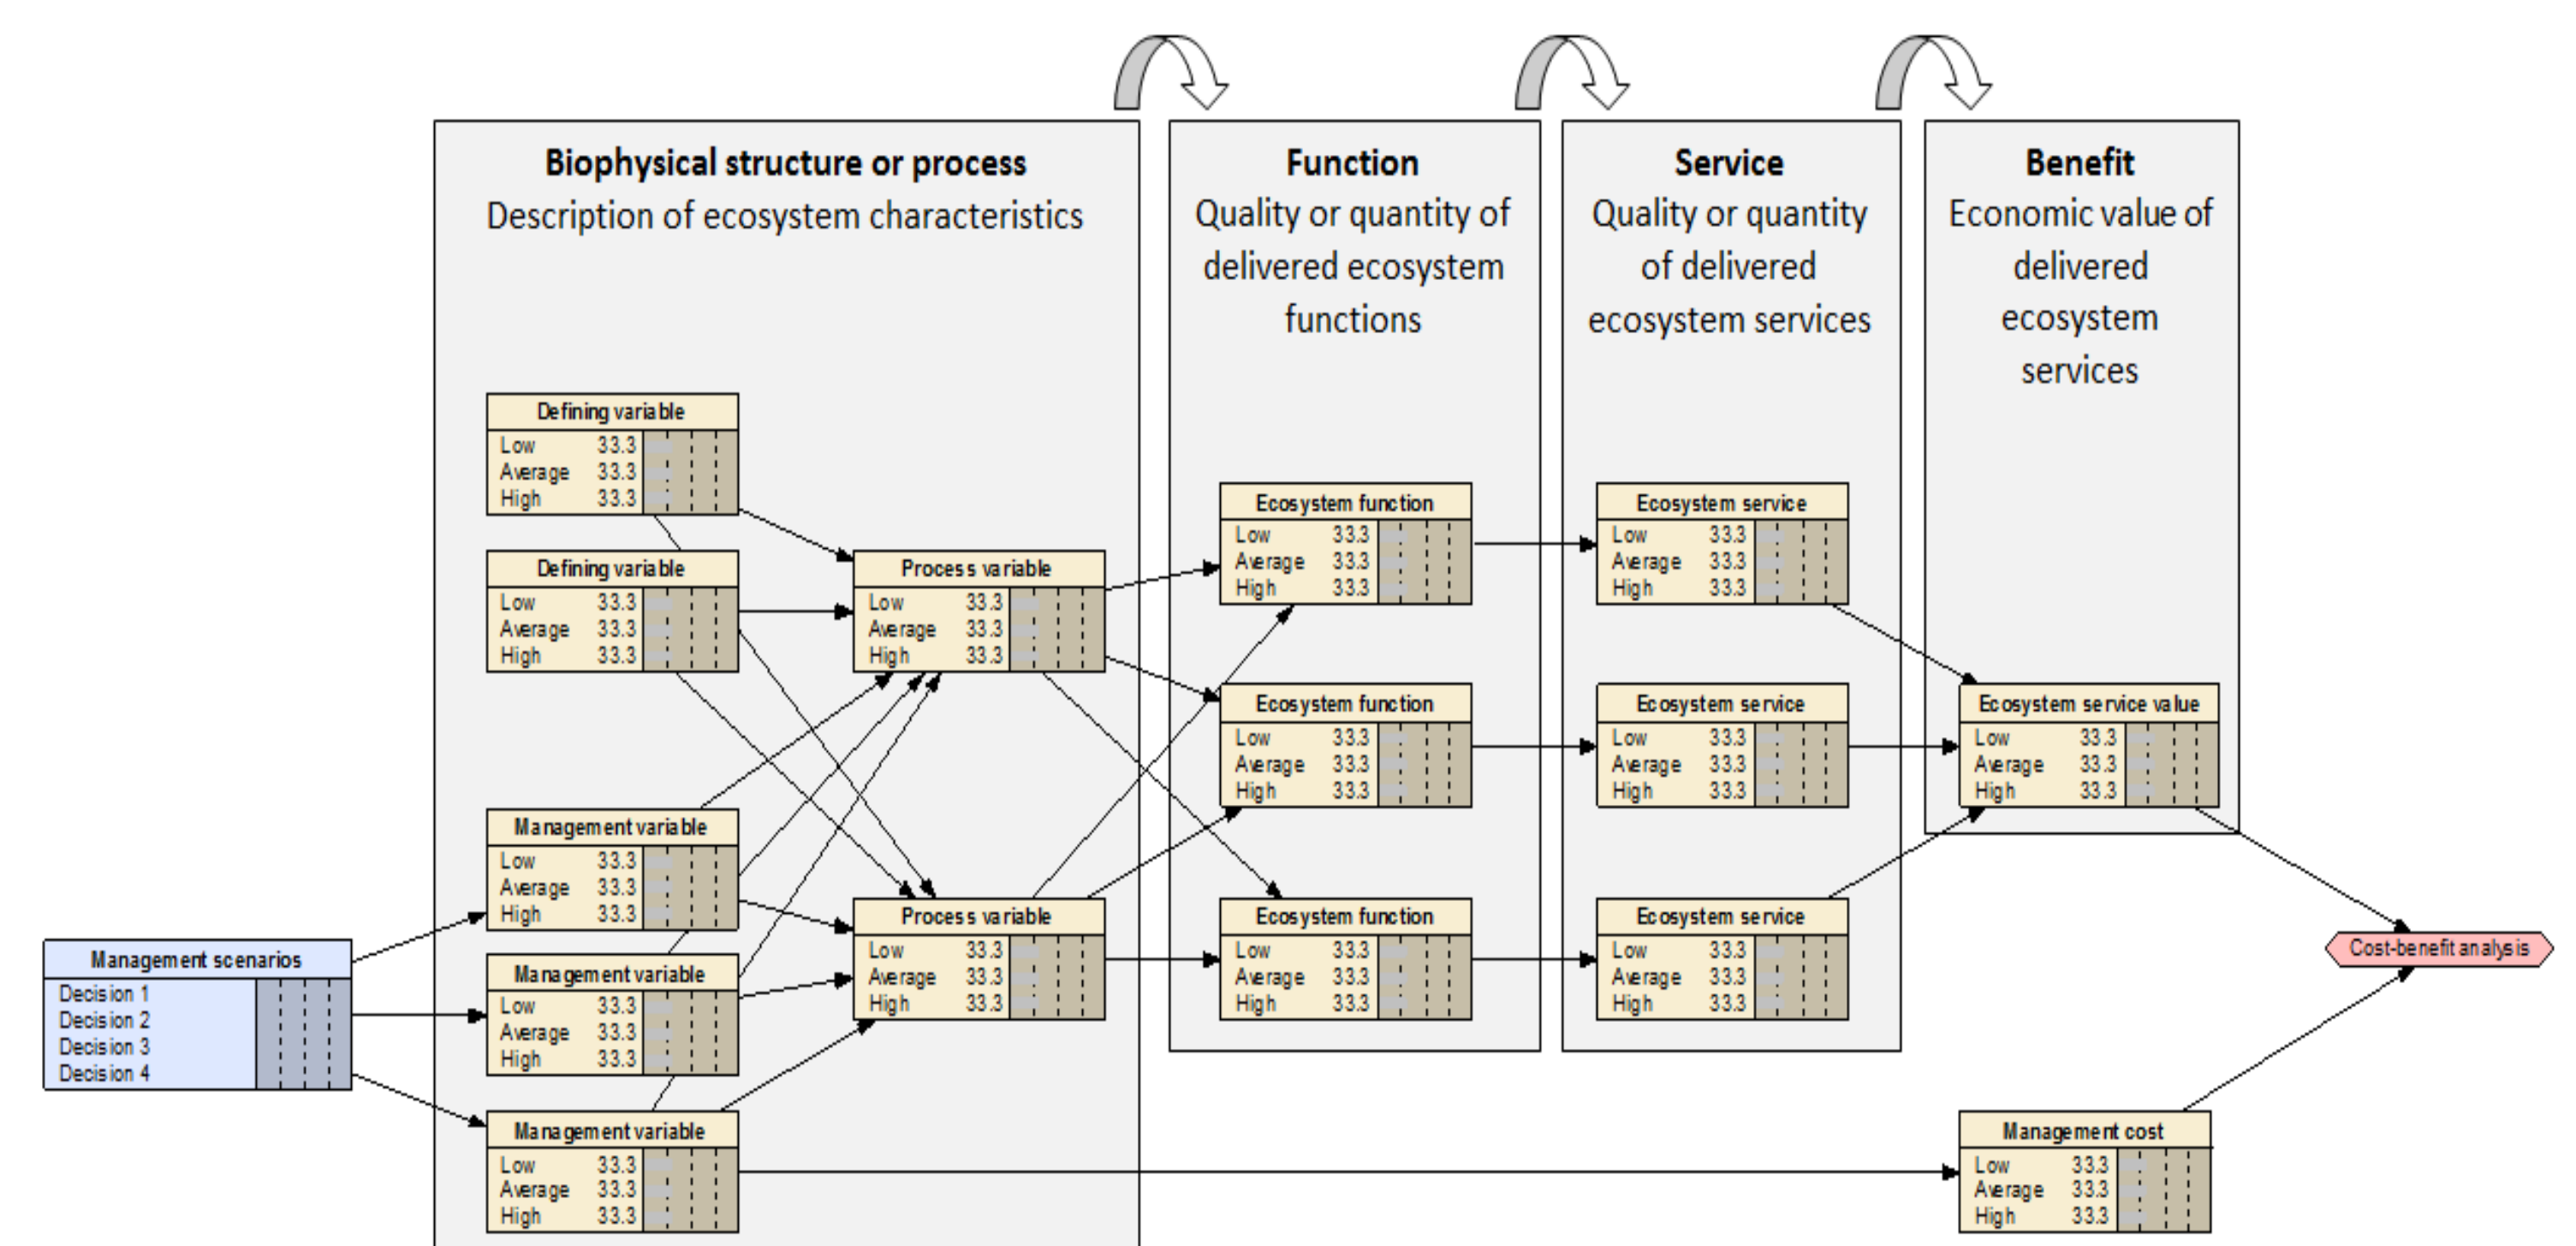 Biophysical structure or process
Description of ecosystem characteristics
Function
Quality or quantity of
delivered ecosystem
functions
Service
Quality or quantity
of delivered
ecosystem services
Benefit
Economic value of
delivered
ecosystem
services
Management scenarios
Decision 1
Decision 2
Decision 3
Decision 4
Defining variable
Low 33.3
Average 33.3
High 33.3
Defining variable
Low 33.3
Average 33.3
High 33.3
Management variable
Low 33.3
Average 33.3
High 33.3
Management variable
Low 33.3
Average 33.3
High 33.3
Management variable
Low 33.3
Average 33.3
High 33.3
Process variable
Low 33.3
Average 33.3
High 33.3
Process variable
Low 33.3
Average 33.3
High 33.3
Ecosystem function
Low 33.3
Average 33.3
High 33.3
Ecosystem function
Low 33.3
Average 33.3
High 33.3
Ecosystem function
Low 33.3
Average 33.3
High 33.3
Ecosystem service
Low 33.3
Average 33.3
High 33.3
Ecosystem service
Low 33.3
Average 33.3
High 33.3
Ecosystem service
Low 33.3
Average 33.3
High 33.3
Ecosystem service value
Low 33.3
Average 33.3
High 33.3
Cost-benefit analysis
Management cost
Low 33.3
Average 33.3
High 33.3